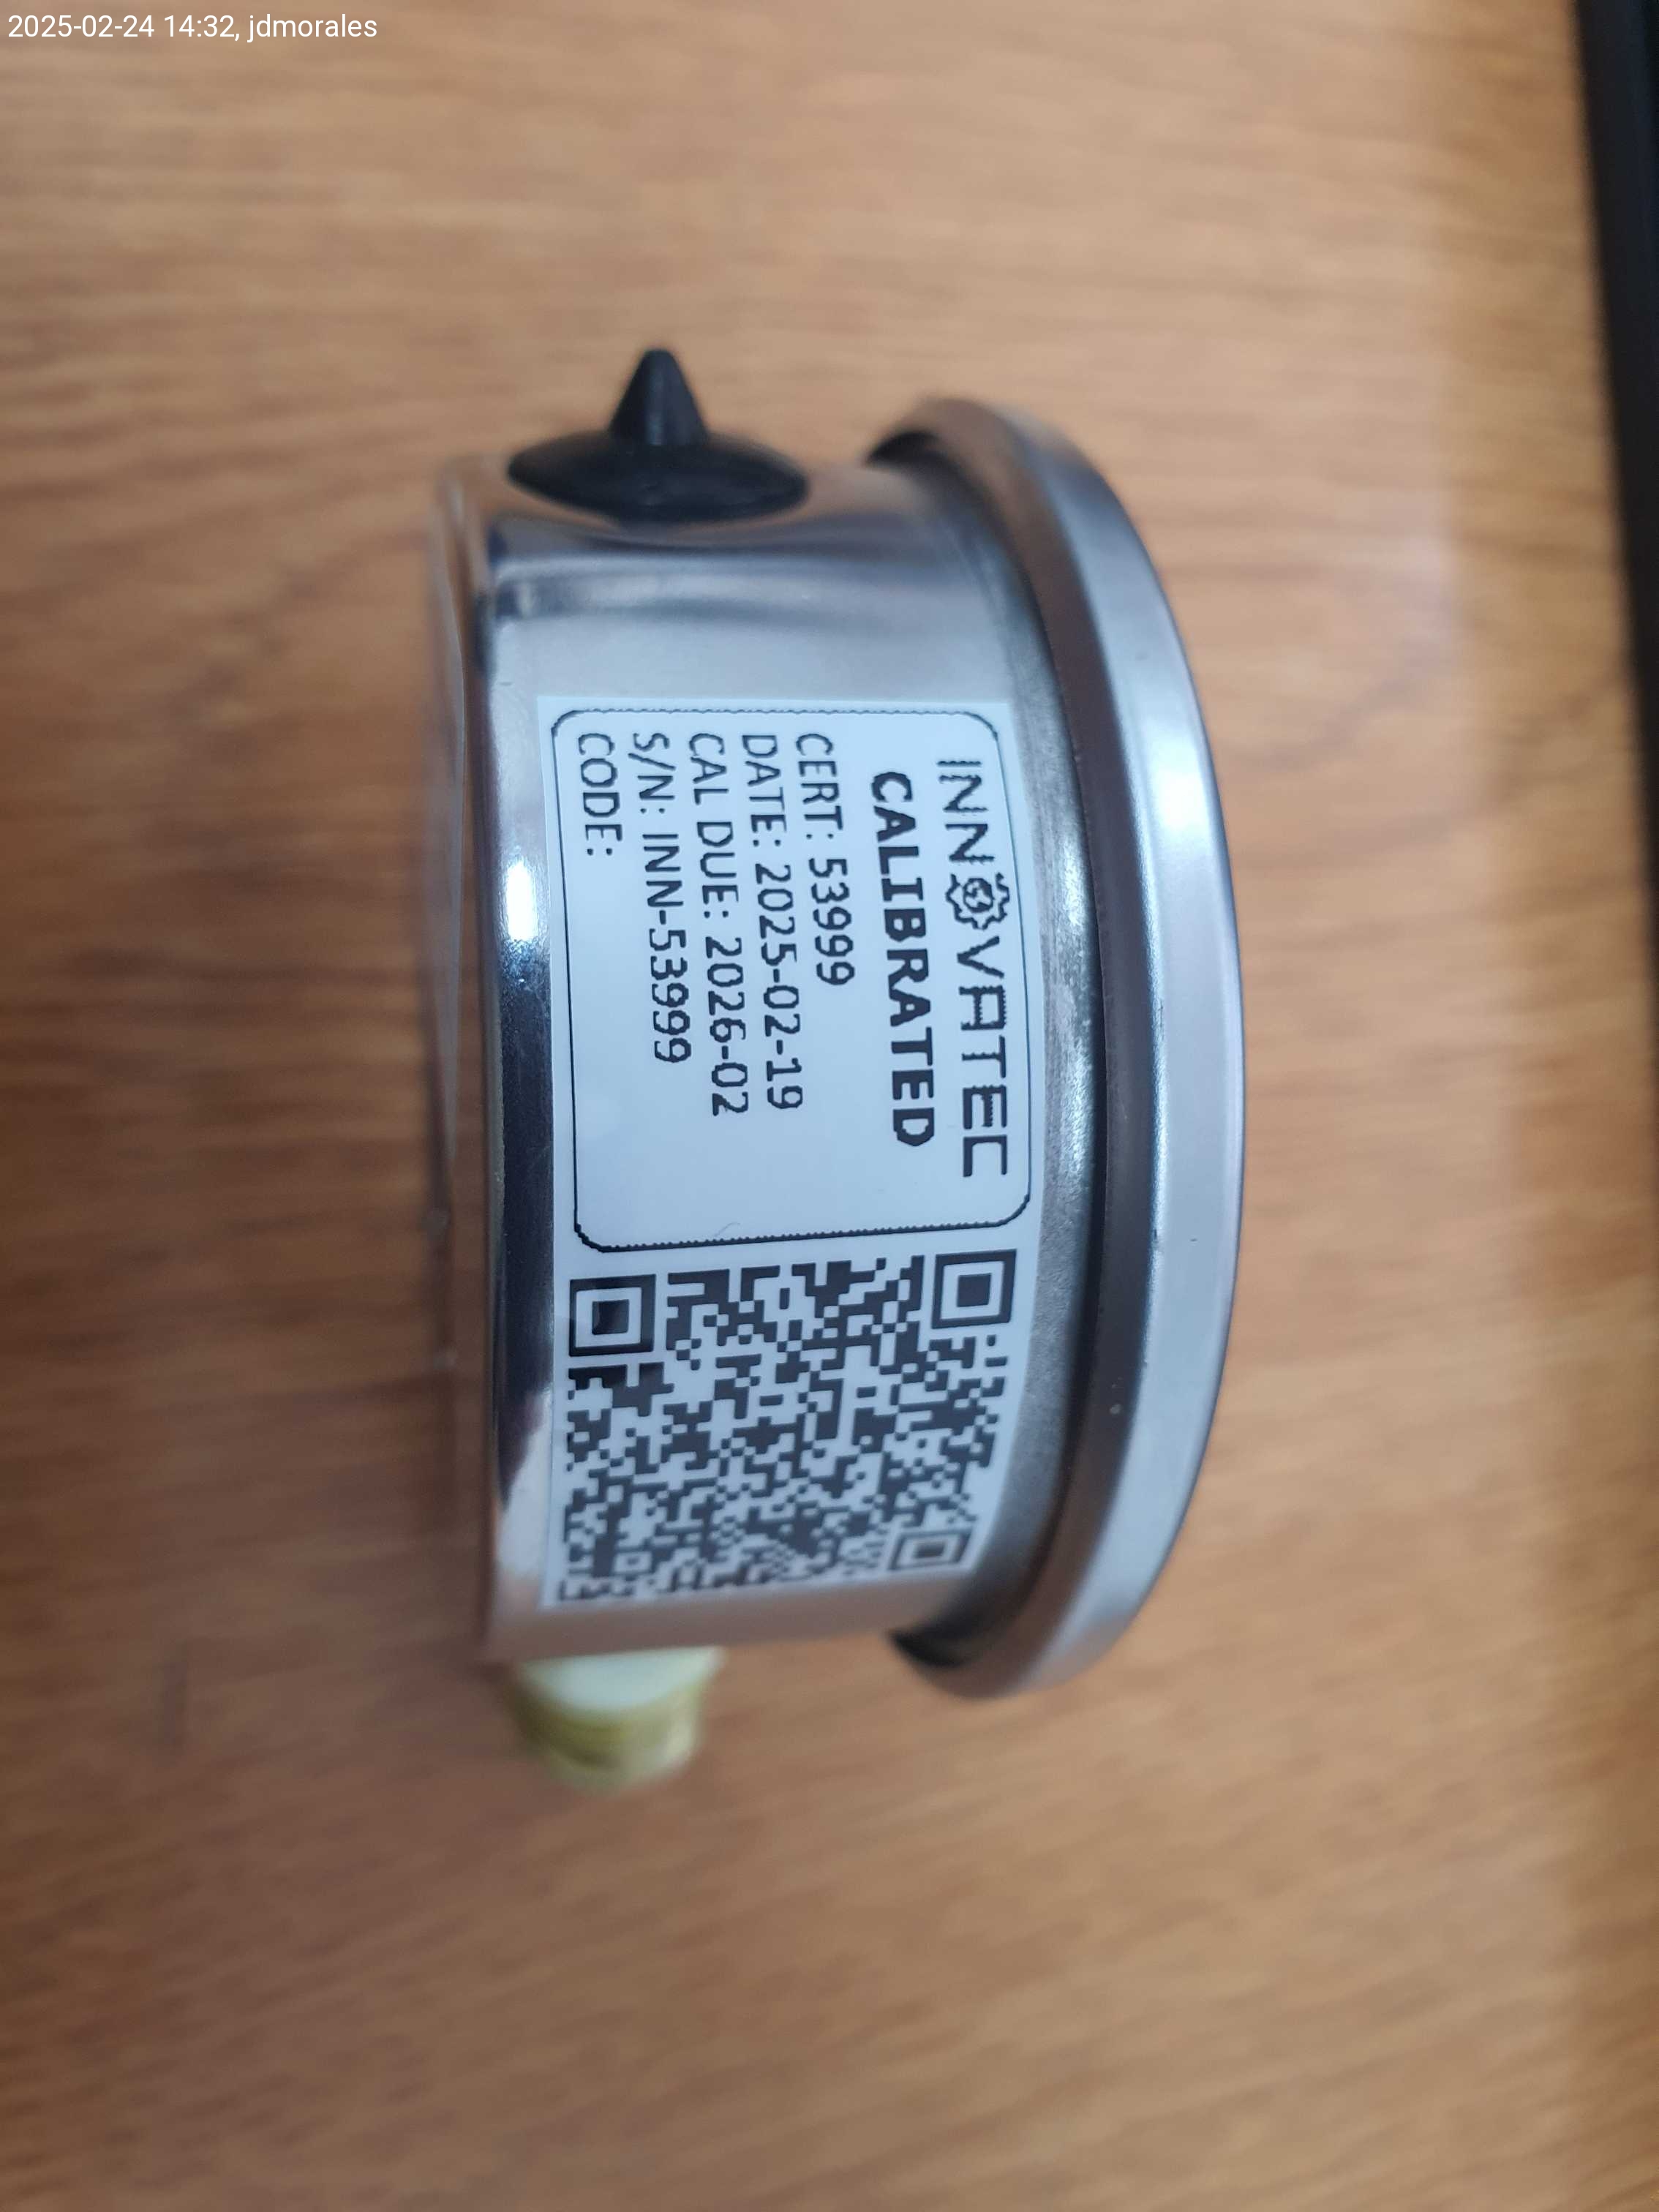 2025-02-24 14:32, jdmorales
INNOVATEC
CALIBRATED
CERT: 53999
DATE: 2025-02-19
CAL DUE: 2026-02
S/N: INN-53999
CODE: